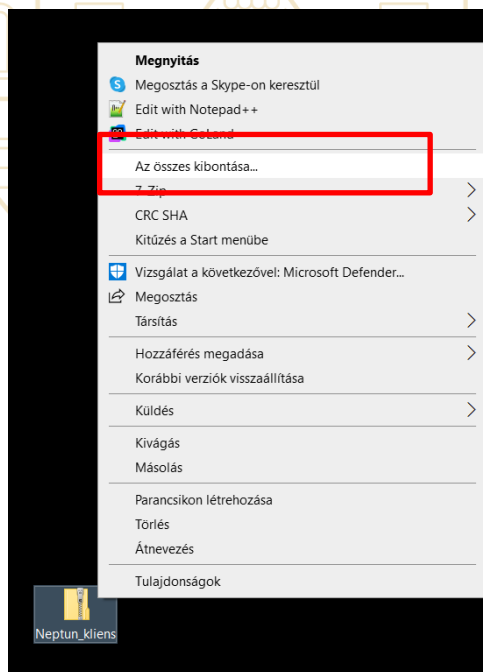 Megnyitás
Megosztás a Skype-on keresztül
Edit with Notepad++
Edit with GoLand
Az összes kibontása...
7-Zip
CRC SHA
Kitűzés a Start menübe
Vizsgálat a következővel: Microsoft Defender...
Megosztás
Társítás
Hozzáférés megadása
Korábbi verziók visszaállítása
Küldés
Kivágás
Másolás
Parancsikon létrehozása
Törlés
Átnevezés
Tulajdonságok
Neptun_kliens